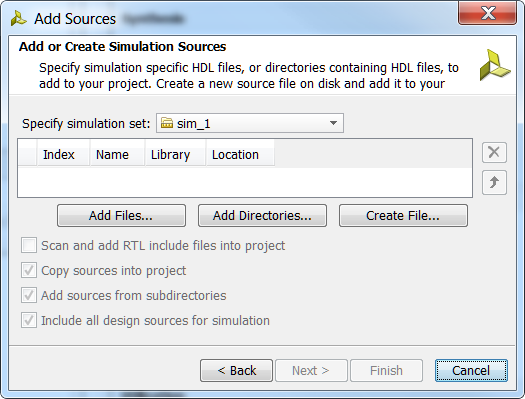 Add Sources
Add or Create Simulation Sources
Specify simulation specific HDL files, or directories containing HDL files, to
add to your project. Create a new source file on disk and add it to your
Specify simulation set: sim_1
Index Name Library Location
Add Files... Add Directories... Create File...
Scan and add RTL include files into project
Copy sources into project
Add sources from subdirectories
Include all design sources for simulation
< Back Next > Finish Cancel